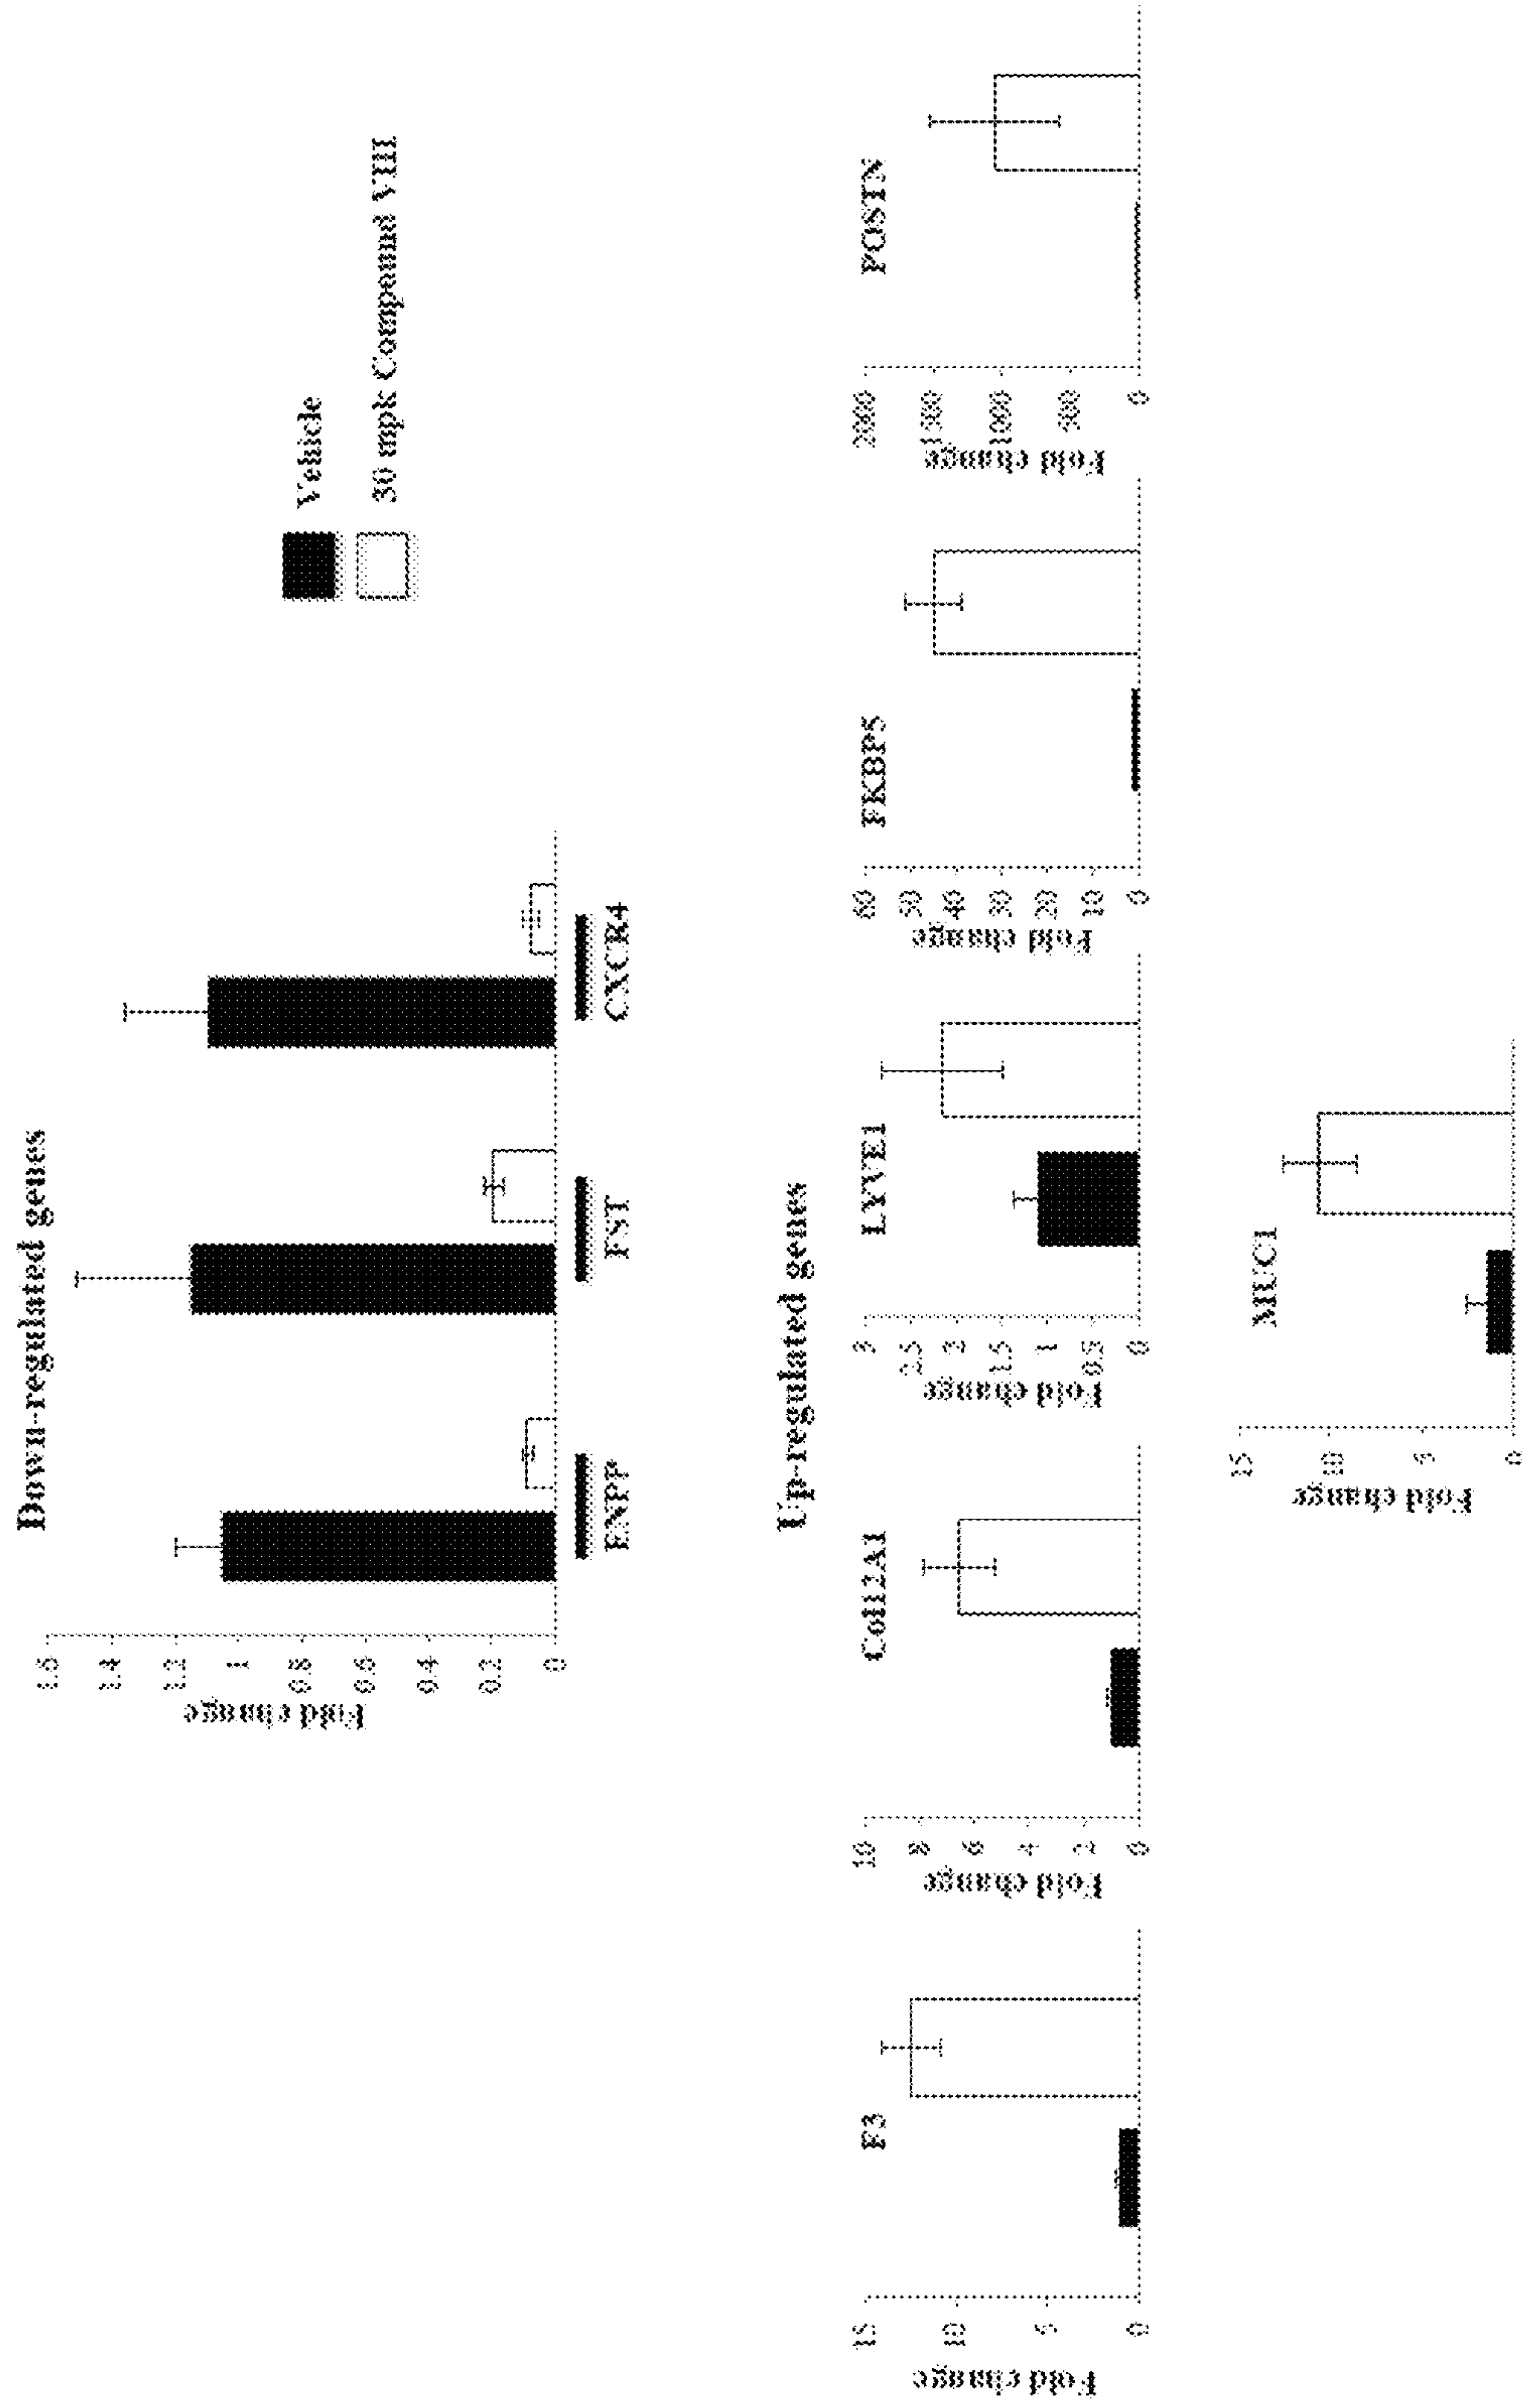 Down-regulated genes
Fold change
1.6
1.4
1.2
1
0.8
0.6
0.4
0.2
0
ENPP
FST
CXCR4
Vehicle
30 mpk Compound VIII
Up-regulated genes
F3
Fold change
15
10
5
0
Col12A1
Fold change
10
8
6
4
2
0
LYVE1
Fold change
3
2.5
2
1.5
1
0.5
0
FKBP5
Fold change
60
50
40
30
20
10
0
POSTN
Fold change
2000
1500
1000
500
0
MUC1
Fold change
15
10
5
0